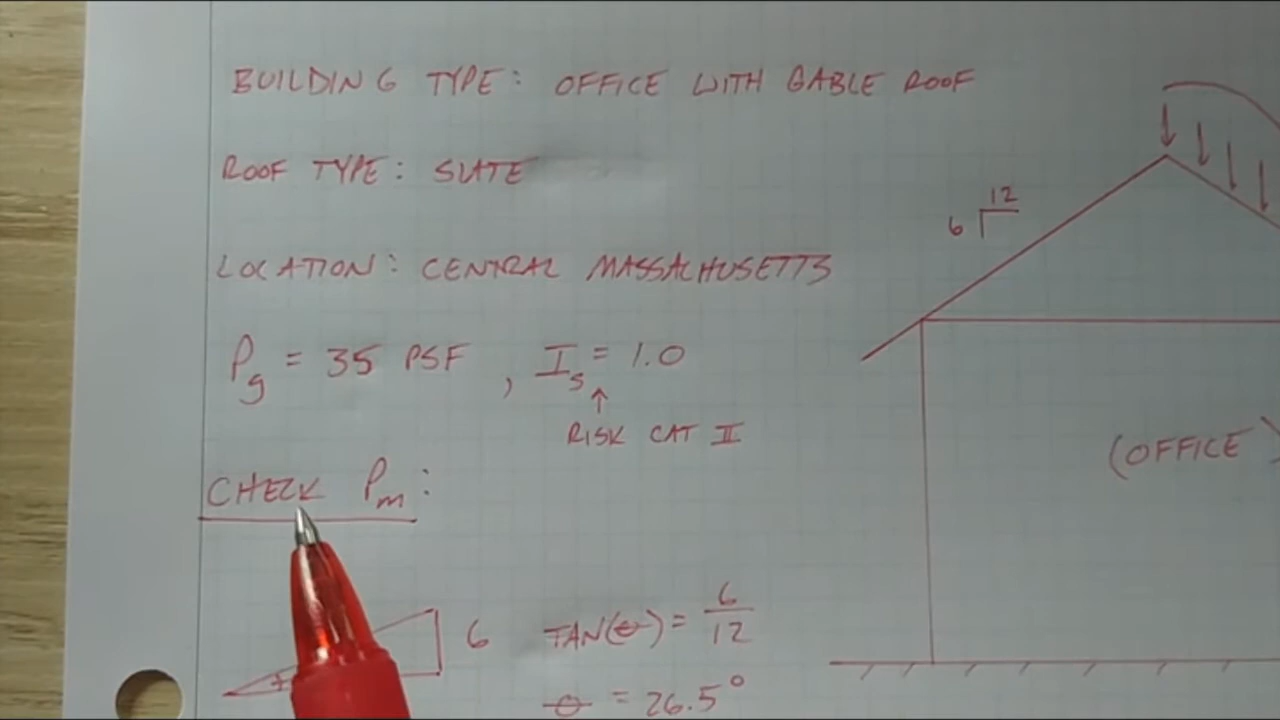 BUILDING TYPE: OFFICE WITH GABLE ROOF
ROOF TYPE: SLATE
LOCATION: CENTRAL MASSACHUSETTS
Pg = 35 PSF , Is = 1.0
↑
RISK CAT II
CHECK Pm:
6
TAN(θ) = 6/12
θ = 26.5°
12
6
(OFFICE)